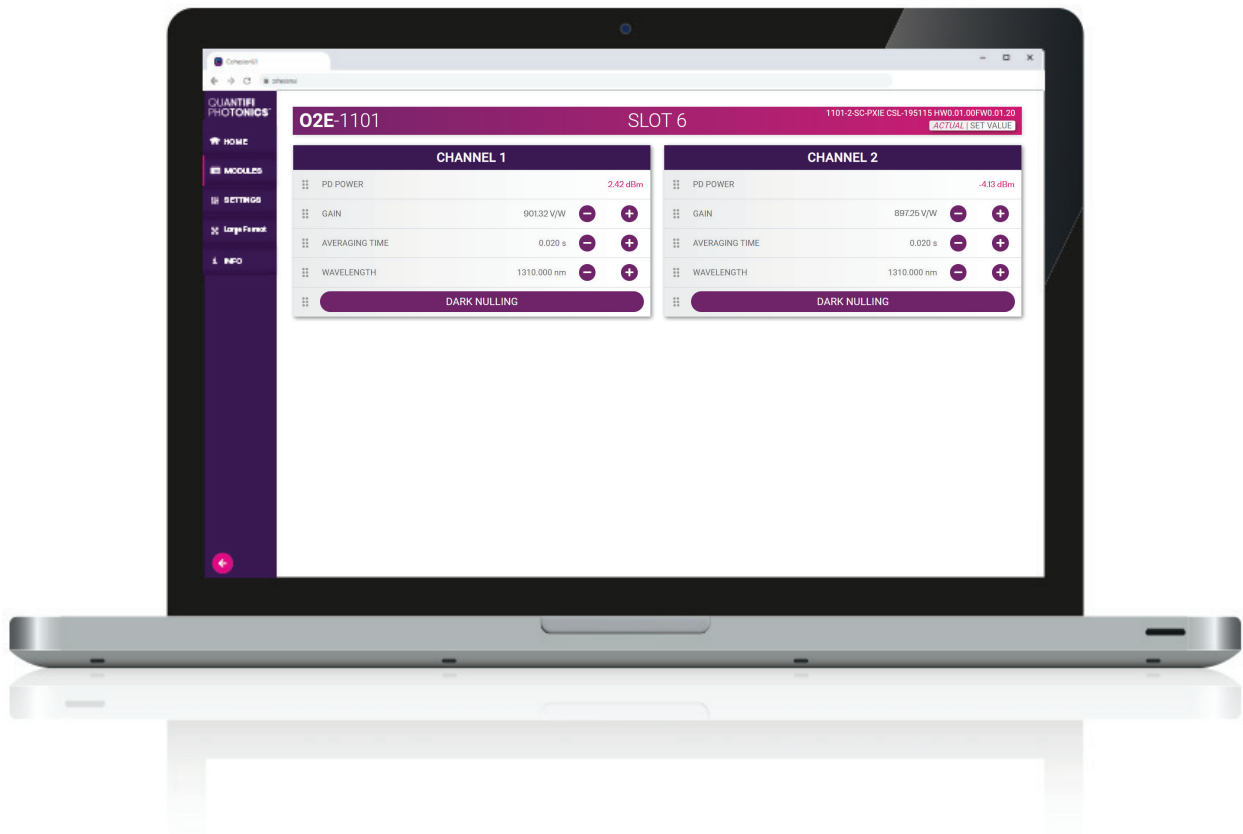 CohesionUI
QUANTIFI
PHOTONICS™
HOME
MODULES
SETTINGS
Large Format
INFO
O2E-1101
SLOT 6
1101-2-SC-PXIE CSL-195115 HW0.01.00FW0.01.20
ACTUAL | SET VALUE
CHANNEL 1
PD POWER 2.42 dBm
GAIN 901.32 V/W
AVERAGING TIME 0.020 s
WAVELENGTH 1310.000 nm
DARK NULLING
CHANNEL 2
PD POWER -4.13 dBm
GAIN 897.25 V/W
AVERAGING TIME 0.020 s
WAVELENGTH 1310.000 nm
DARK NULLING